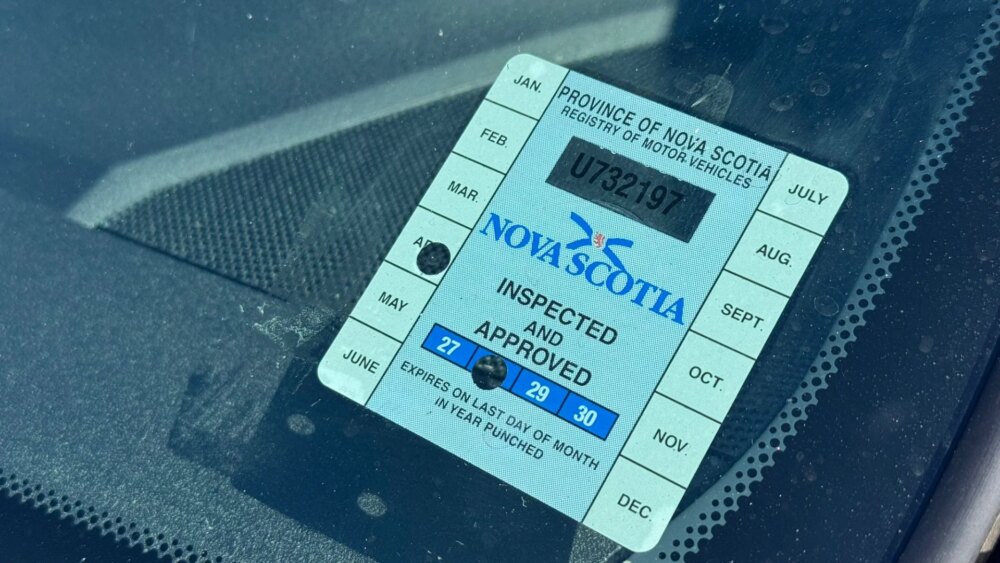 JAN.
FEB.
MAR.
MAY
JUNE
PROVINCE OF NOVA SCOTIA
REGISTRY OF MOTOR VEHICLES
U732197
NOVA SCOTIA
INSPECTED
AND
APPROVED
27 29 30
EXPIRES ON LAST DAY OF MONTH
IN YEAR PUNCHED
JULY
AUG.
SEPT.
OCT.
NOV.
DEC.